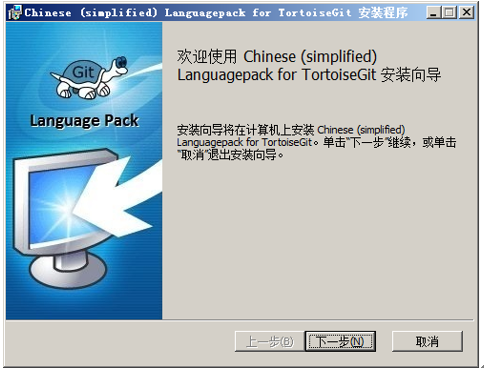 Chinese (simplified) Languagepack for TortoiseGit 安装程序
Git
Language Pack
欢迎使用 Chinese (simplified)
Languagepack for TortoiseGit 安装向导
安装向导将在计算机上安装 Chinese (simplified)
Languagepack for TortoiseGit。单击“下一步”继续，或单击
“取消”退出安装向导。
上一步(B)
下一步(N)
取消